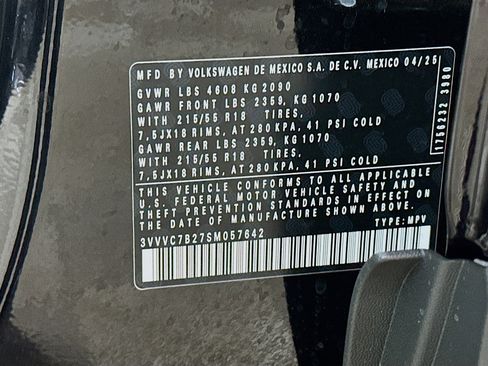 MFD BY VOLKSWAGEN DE MEXICO S.A. DE C.V. MEXICO 04/25
GVWR LBS 4608 KG 2090
GAWR FRONT LBS 2359, KG 1070
WITH 215/55 R18 TIRES,
7,5JX18 RIMS, AT 280 KPA, 41 PSI COLD
GAWR REAR LBS 2359, KG 1070
WITH 215/55 R18 TIRES,
7,5JX18 RIMS, AT 280 KPA, 41 PSI COLD
THIS VEHICLE CONFORMS TO ALL APPLICABLE
U.S. FEDERAL MOTOR VEHICLE SAFETY AND
THEFT PREVENTION STANDARDS IN EFFECT ON THE
DATE OF MANUFACTURE SHOWN ABOVE.
3VVVC7B27SM057642 TYPE: MPV
1756232 3980